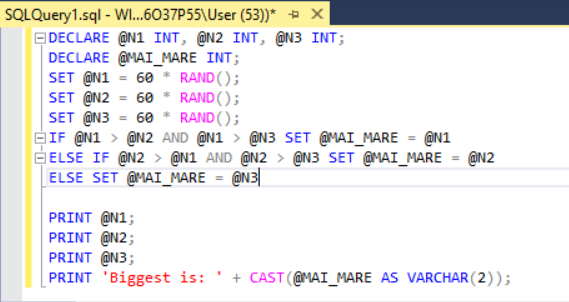 SQLQuery1.sql - WI...6O37P55\User (53))*
DECLARE @N1 INT, @N2 INT, @N3 INT;
DECLARE @MAI_MARE INT;
SET @N1 = 60 * RAND();
SET @N2 = 60 * RAND();
SET @N3 = 60 * RAND();
IF @N1 > @N2 AND @N1 > @N3 SET @MAI_MARE = @N1
ELSE IF @N2 > @N1 AND @N2 > @N3 SET @MAI_MARE = @N2
ELSE SET @MAI_MARE = @N3
PRINT @N1;
PRINT @N2;
PRINT @N3;
PRINT 'Biggest is: ' + CAST(@MAI_MARE AS VARCHAR(2));